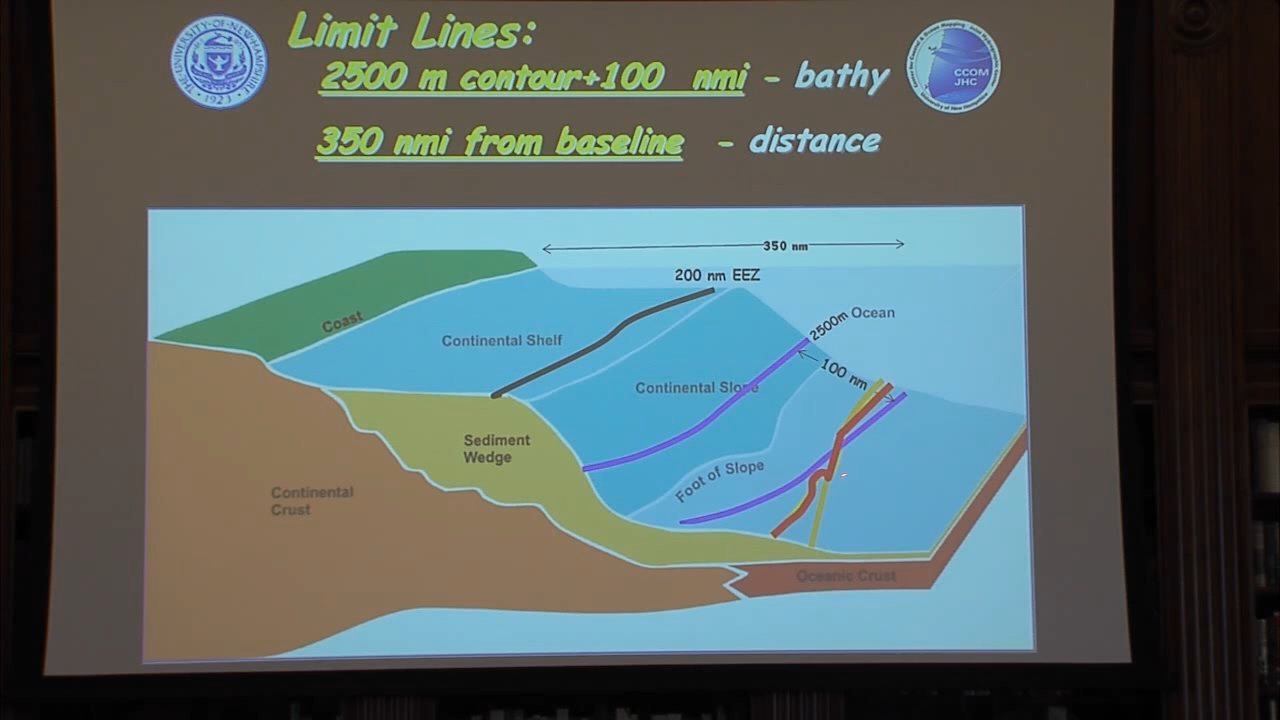 Limit Lines:
2500 m contour+100 nmi - bathy
350 nmi from baseline - distance
THE·UNIVERSITY·OF·NEW·HAMPSHIRE
·1923·
CCOM
JHC
350 nm
200 nm EEZ
2500m
Ocean
Coast
Continental Shelf
100 nm
Continental Slope
Sediment
Wedge
Foot of Slope
Continental
Crust
Oceanic Crust